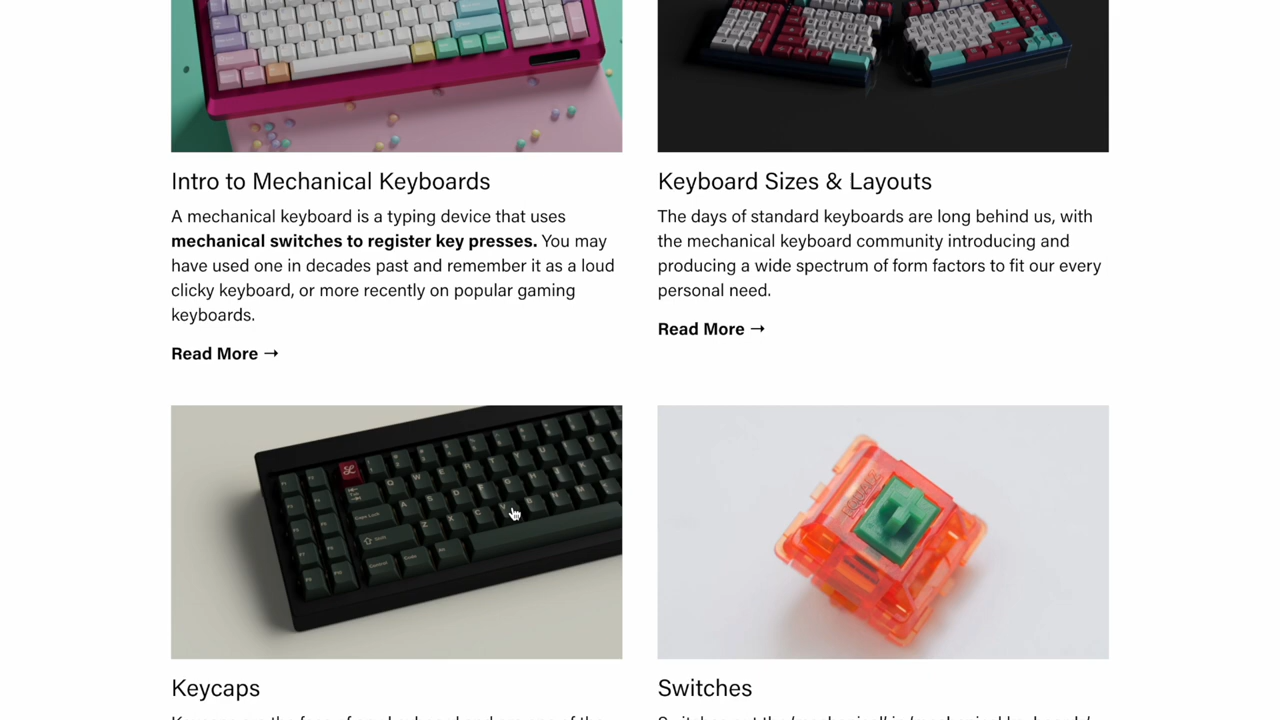 Intro to Mechanical Keyboards
A mechanical keyboard is a typing device that uses
mechanical switches to register key presses. You may
have used one in decades past and remember it as a loud
clicky keyboard, or more recently on popular gaming
keyboards.
Read More →
Keyboard Sizes & Layouts
The days of standard keyboards are long behind us, with
the mechanical keyboard community introducing and
producing a wide spectrum of form factors to fit our every
personal need.
Read More →
Q W E R T
Caps Lock A S D F G H
Shift Z X C V B N
Control
Keycaps
Switches